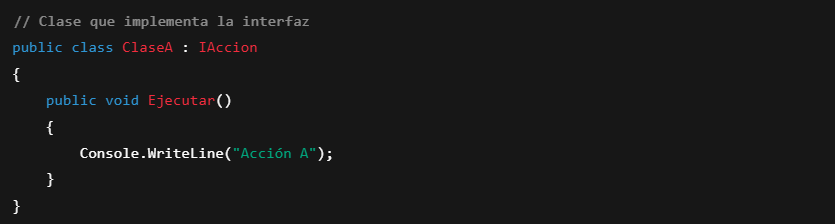 // Clase que implementa la interfaz
public class ClaseA : IAccion
{
    public void Ejecutar()
    {
        Console.WriteLine("Acción A");
    }
}